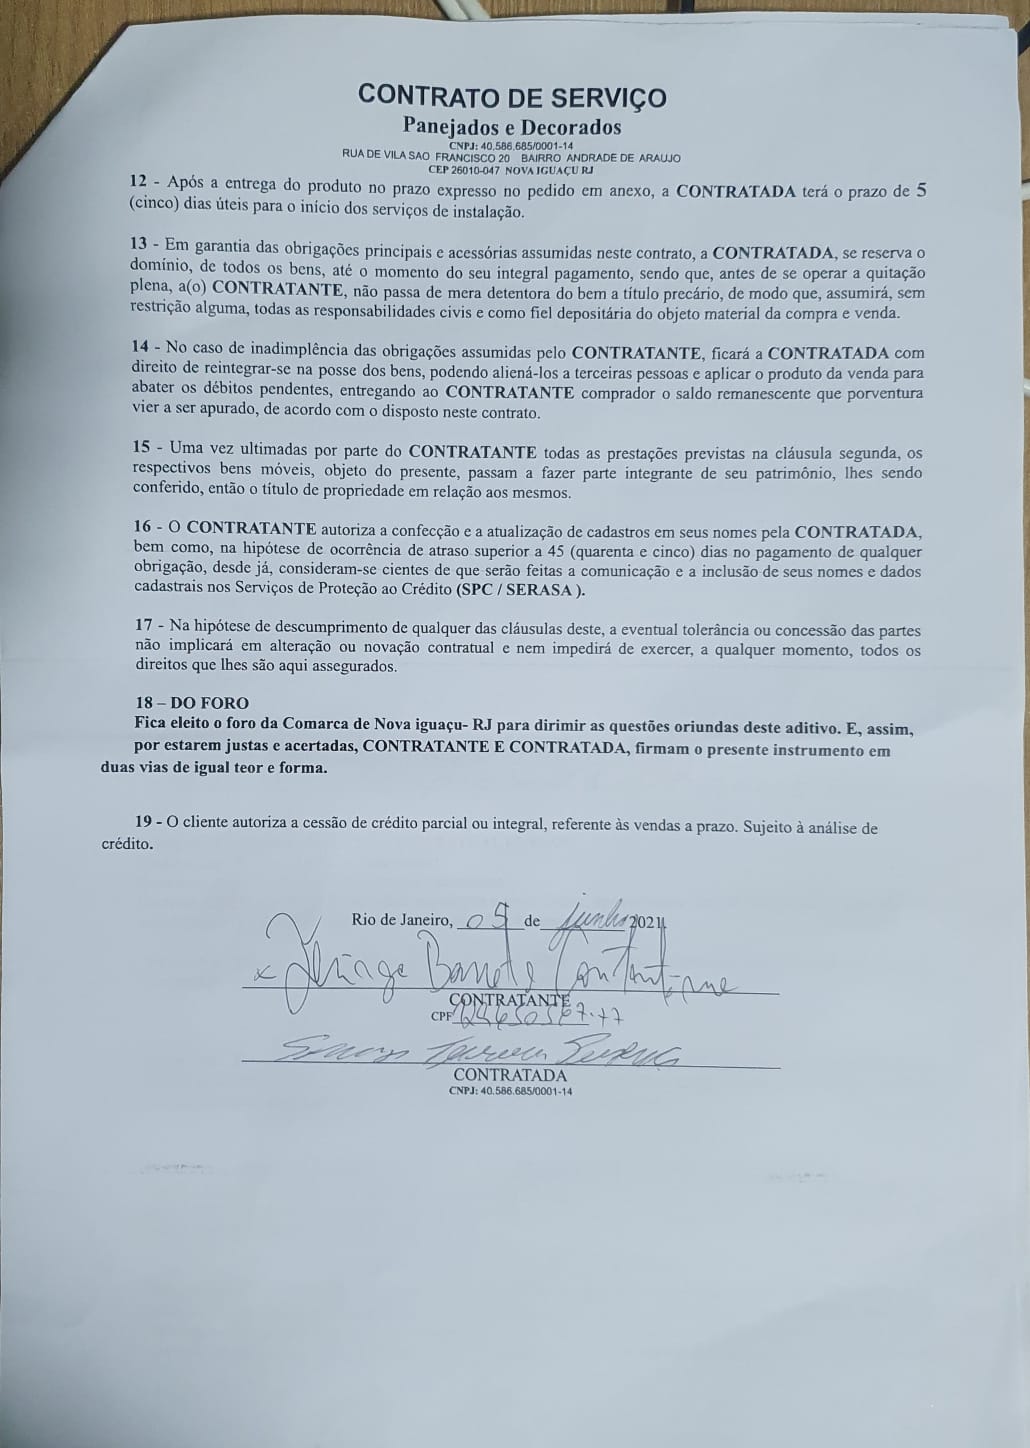 CONTRATO DE SERVIÇO
Panejados e Decorados
CNPJ: 40.586.685/0001-14
RUA DE VILA SAO FRANCISCO 20 BAIRRO ANDRADE DE ARAUJO
CEP 26010-047 NOVA IGUAÇU RJ
12 - Após a entrega do produto no prazo expresso no pedido em anexo, a CONTRATADA terá o prazo de 5
(cinco) dias úteis para o início dos serviços de instalação.
13 - Em garantia das obrigações principais e acessórias assumidas neste contrato, a CONTRATADA, se reserva o
domínio, de todos os bens, até o momento do seu integral pagamento, sendo que, antes de se operar a quitação
plena, a(o) CONTRATANTE, não passa de mera detentora do bem a título precário, de modo que, assumirá, sem
restrição alguma, todas as responsabilidades civis e como fiel depositária do objeto material da compra e venda.
14 - No caso de inadimplência das obrigações assumidas pelo CONTRATANTE, ficará a CONTRATADA com
direito de reintegrar-se na posse dos bens, podendo aliená-los a terceiras pessoas e aplicar o produto da venda para
abater os débitos pendentes, entregando ao CONTRATANTE comprador o saldo remanescente que porventura
vier a ser apurado, de acordo com o disposto neste contrato.
15 - Uma vez ultimadas por parte do CONTRATANTE todas as prestações previstas na cláusula segunda, os
respectivos bens móveis, objeto do presente, passam a fazer parte integrante de seu patrimônio, lhes sendo
conferido, então o título de propriedade em relação aos mesmos.
16 - O CONTRATANTE autoriza a confecção e a atualização de cadastros em seus nomes pela CONTRATADA,
bem como, na hipótese de ocorrência de atraso superior a 45 (quarenta e cinco) dias no pagamento de qualquer
obrigação, desde já, consideram-se cientes de que serão feitas a comunicação e a inclusão de seus nomes e dados
cadastrais nos Serviços de Proteção ao Crédito (SPC / SERASA ).
17 - Na hipótese de descumprimento de qualquer das cláusulas deste, a eventual tolerância ou concessão das partes
não implicará em alteração ou novação contratual e nem impedirá de exercer, a qualquer momento, todos os
direitos que lhes são aqui assegurados.
18 – DO FORO
Fica eleito o foro da Comarca de Nova iguaçu- RJ para dirimir as questões oriundas deste aditivo. E, assim,
por estarem justas e acertadas, CONTRATANTE E CONTRATADA, firmam o presente instrumento em
duas vias de igual teor e forma.
19 - O cliente autoriza a cessão de crédito parcial ou integral, referente às vendas a prazo. Sujeito à análise de
crédito.
Rio de Janeiro, 05 de junho 2021
x
CONTRATANTE
CPF
CONTRATADA
CNPJ: 40.586.685/0001-14